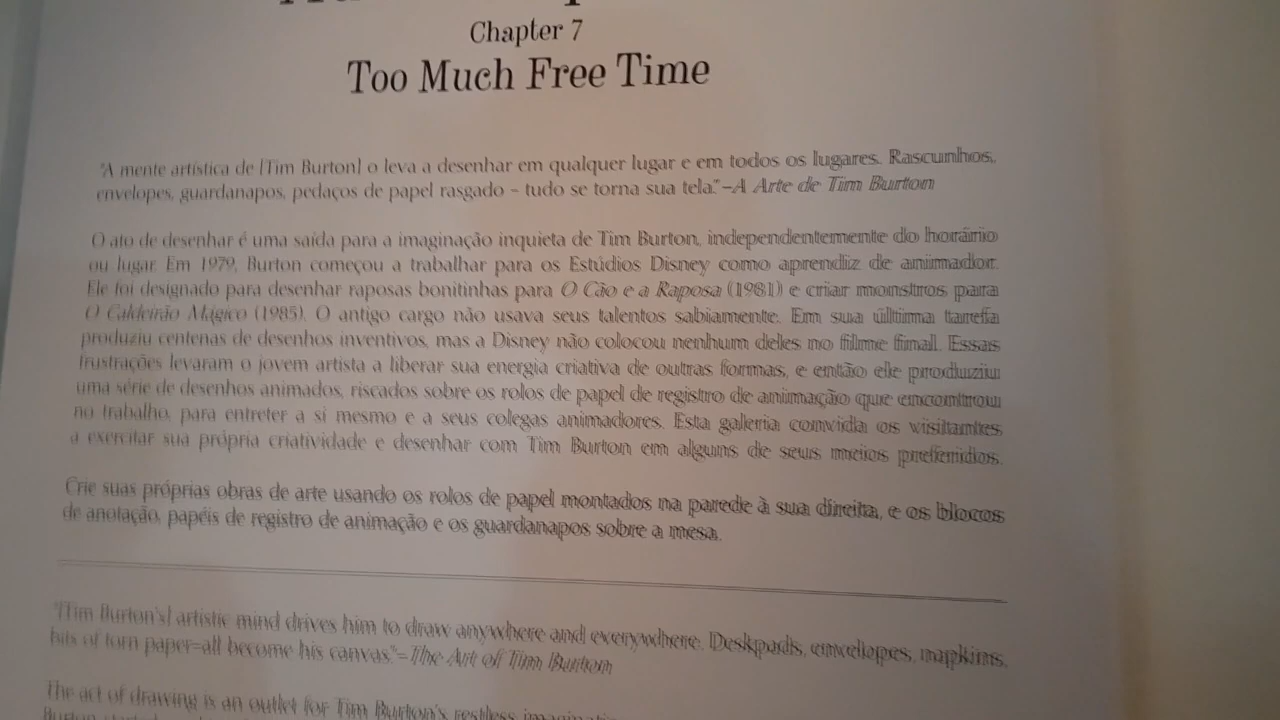 Chapter 7
Too Much Free Time
"A mente artística de [Tim Burton] o leva a desenhar em qualquer lugar e em todos os lugares. Rascunhos,
envelopes, guardanapos, pedaços de papel rasgado – tudo se torna sua tela."–A Arte de Tim Burton
O ato de desenhar é uma saída para a imaginação inquieta de Tim Burton, independentemente do horário
ou lugar. Em 1979, Burton começou a trabalhar para os Estúdios Disney como aprendiz de animador.
Ele foi designado para desenhar raposas bonitinhas para O Cão e a Raposa (1981) e criar monstros para
O Caldeirão Mágico (1985). O antigo cargo não usava seus talentos sabiamente. Em sua última tarefa
produziu centenas de desenhos inventivos, mas a Disney não colocou nenhum deles no filme final. Essas
frustrações levaram o jovem artista a liberar sua energia criativa de outras formas, e então ele produziu
uma série de desenhos animados, riscados sobre os rolos de papel de registro de animação que encontrou
no trabalho, para entreter a si mesmo e a seus colegas animadores. Esta galeria convida os visitantes
a exercitar sua própria criatividade e desenhar com Tim Burton em alguns de seus meios preferidos.
Crie suas próprias obras de arte usando os rolos de papel montados na parede à sua direita, e os blocos
de anotação, papéis de registro de animação e os guardanapos sobre a mesa.
"[Tim Burton's] artistic mind drives him to draw anywhere and everywhere. Deskpads, envelopes, napkins,
bits of torn paper–all become his canvas."–The Art of Tim Burton
The act of drawing is an outlet for Tim Burton's restless
Burton started